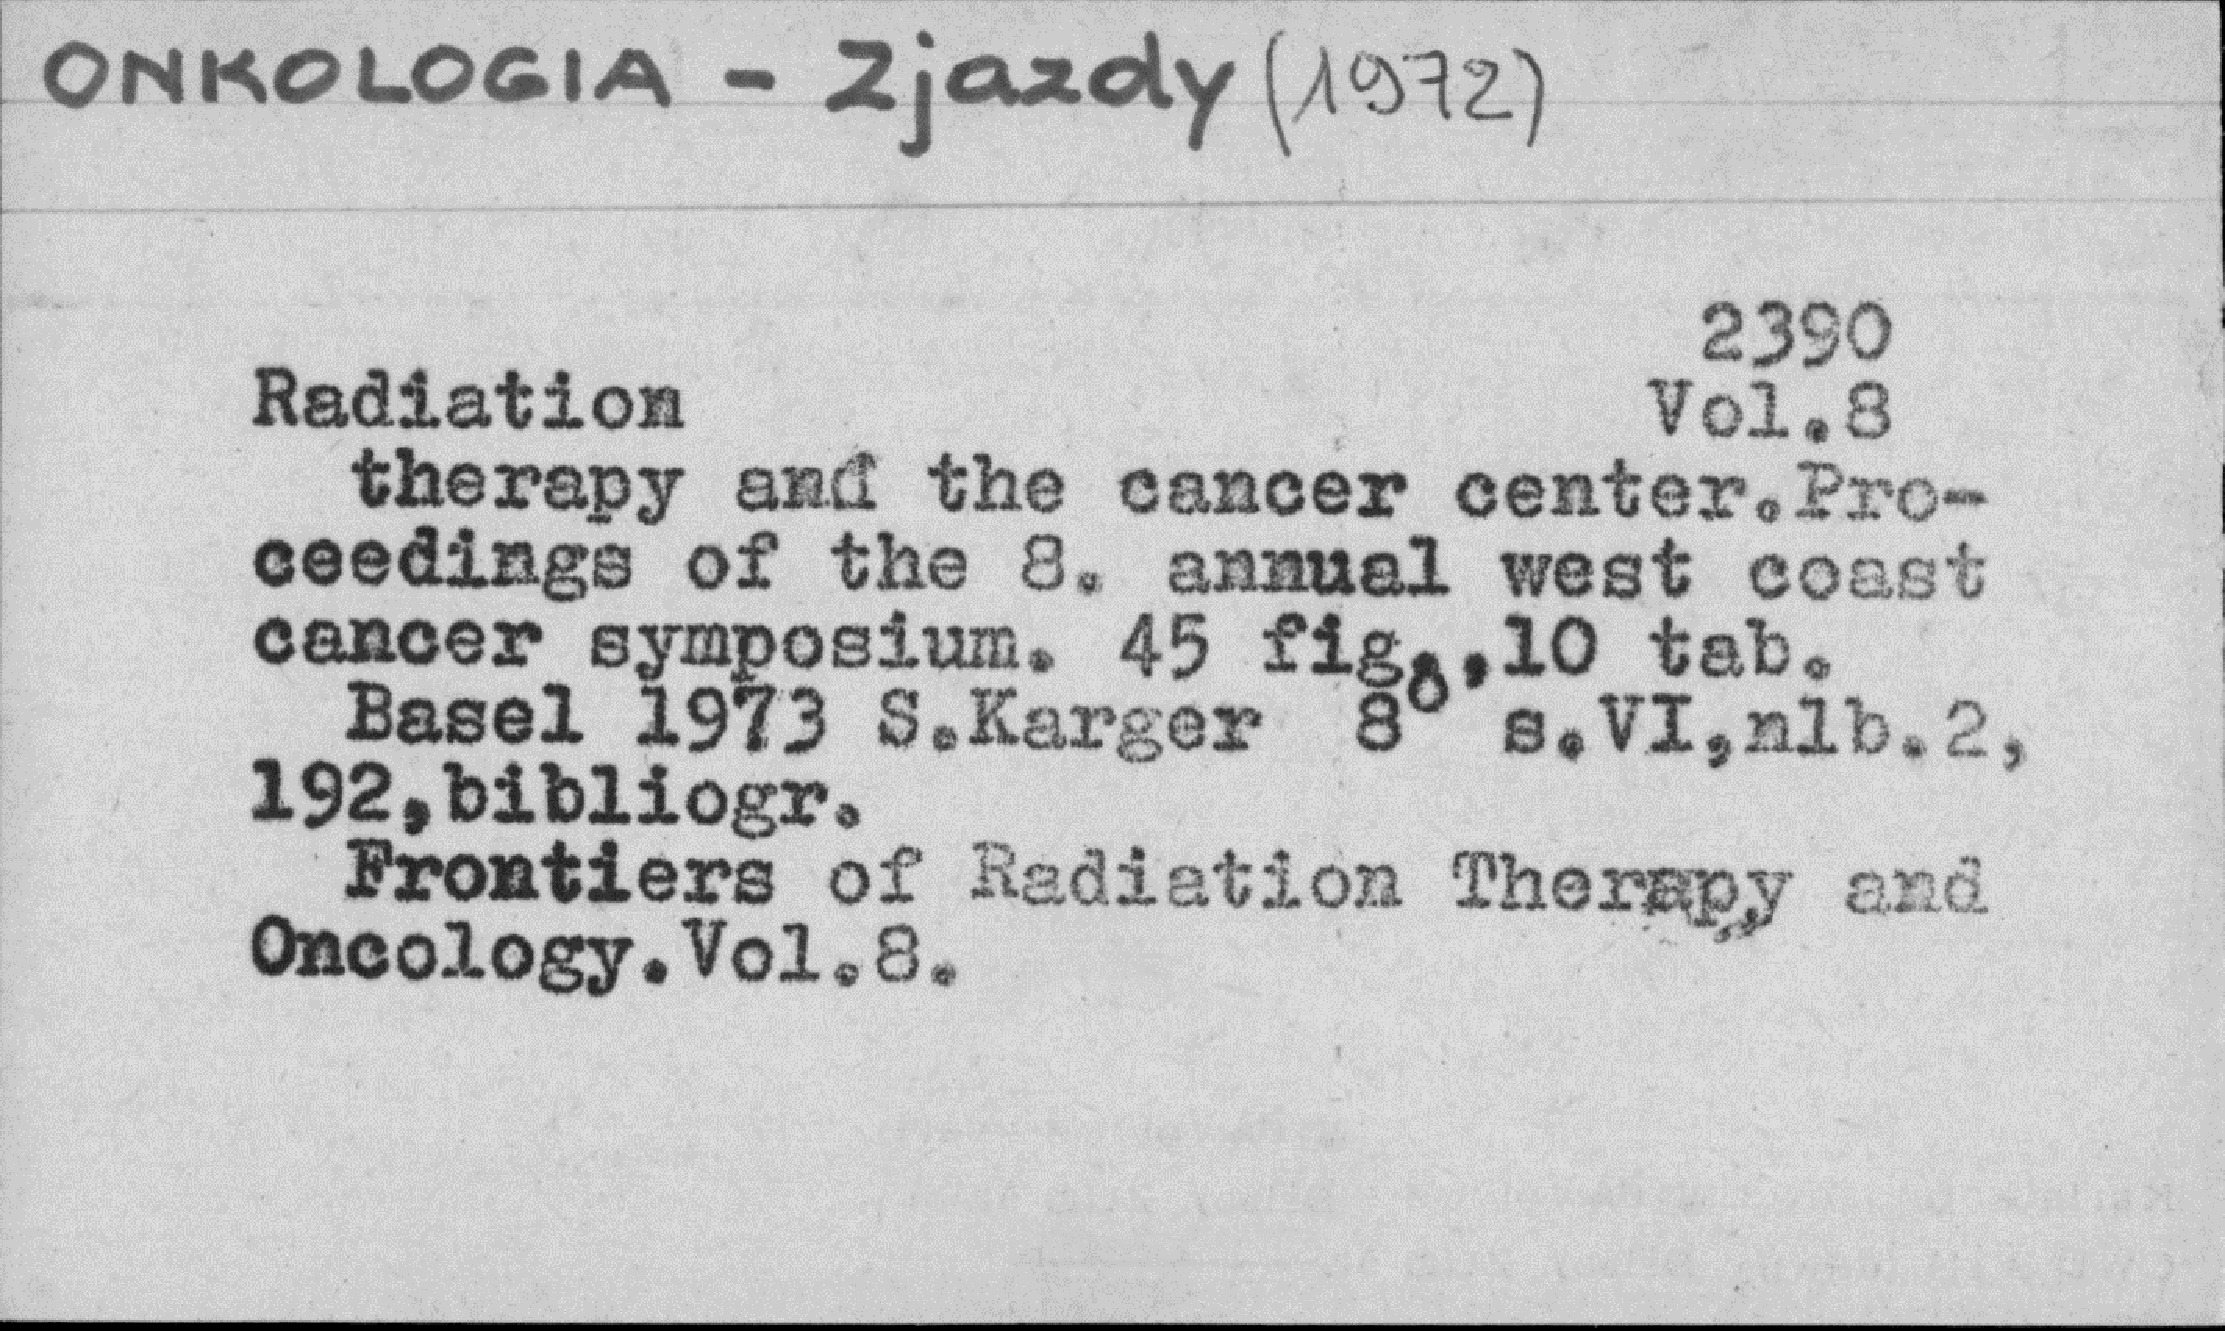 ONKOLOGIA - Zjazdy (1972)
2390
Radiation Vol.8
therapy and the cancer center.Pro-
ceedings of the 8. annual west coast
cancer symposium. 45 fig.,10 tab.
Basel 1973 S.Karger 8° s.VI,nlb.2,
192,bibliogr.
Frontiers of Radiation Therapy and
Oncology.Vol.8.